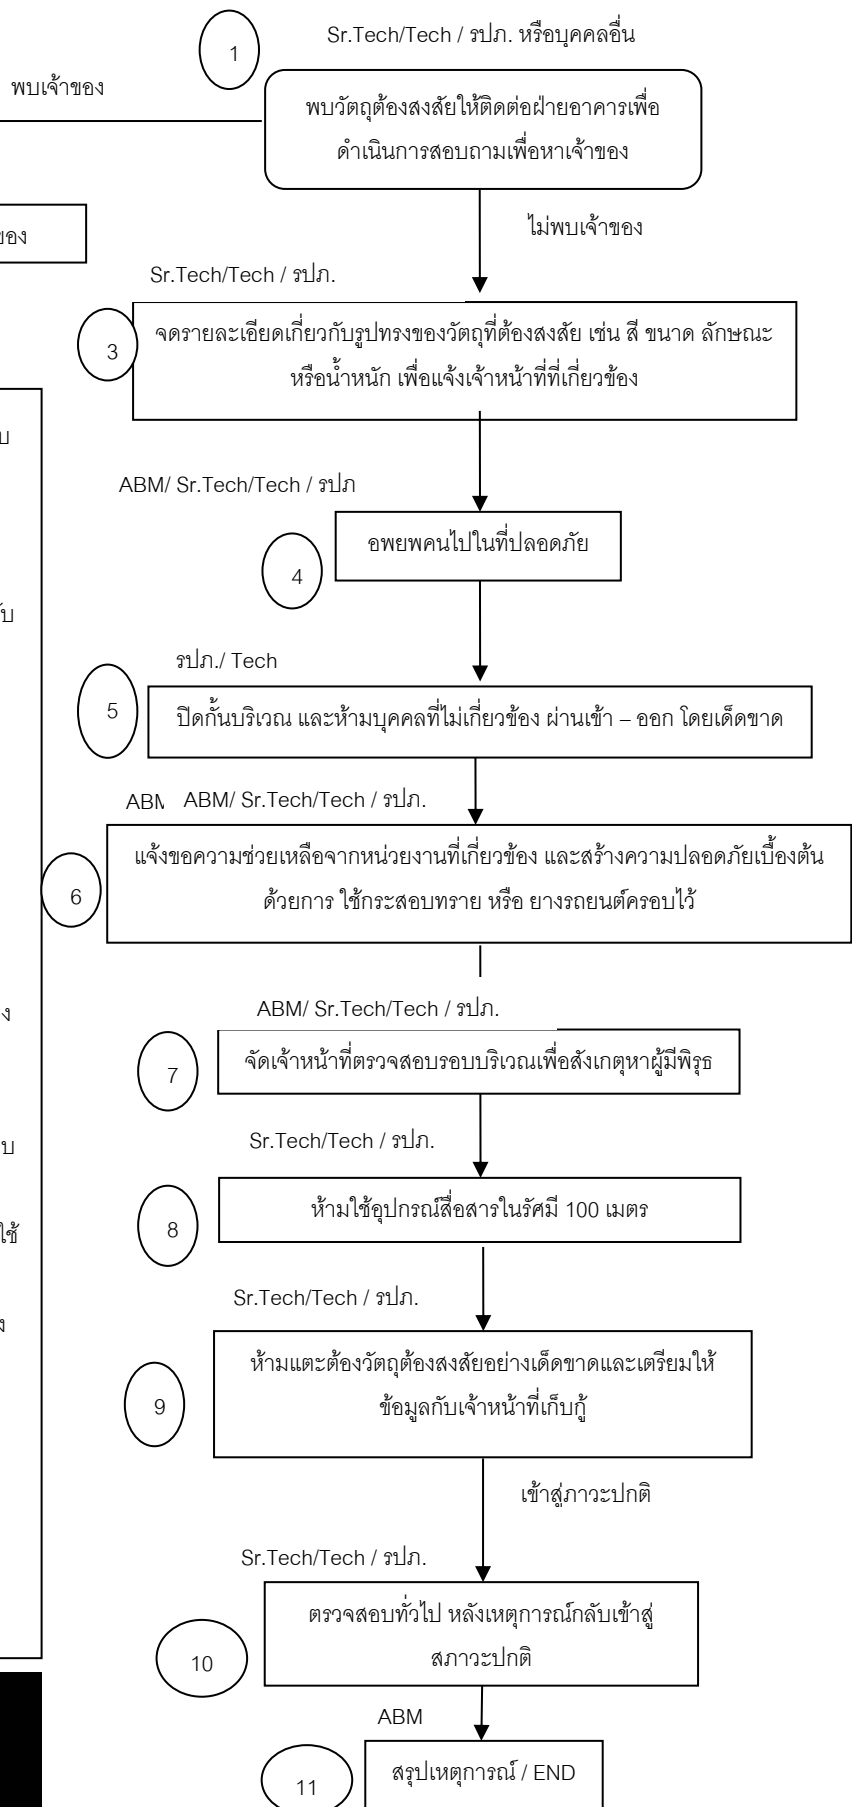 Sr.Tech/Tech / รปภ. หรือบุคคลอื่น
1
พบเจ้าของ
พบวัตถุต้องสงสัยให้ติดต่อฝ่ายอาคารเพื่อ
ดำเนินการสอบถามเพื่อหาเจ้าของ
ไม่พบเจ้าของ
Sr.Tech/Tech / รปภ.
3
จดรายละเอียดเกี่ยวกับรูปทรงของวัตถุที่ต้องสงสัย เช่น สี ขนาด ลักษณะ
หรือน้ำหนัก เพื่อแจ้งเจ้าหน้าที่ที่เกี่ยวข้อง
ABM/ Sr.Tech/Tech / รปภ
อพยพคนไปในที่ปลอดภัย
4
รปภ./ Tech
5
ปิดกั้นบริเวณ และห้ามบุคคลที่ไม่เกี่ยวข้อง ผ่านเข้า – ออก โดยเด็ดขาด
ABM/ Sr.Tech/Tech / รปภ.
6
แจ้งขอความช่วยเหลือจากหน่วยงานที่เกี่ยวข้อง และสร้างความปลอดภัยเบื้องต้น
ด้วยการ ใช้กระสอบทราย หรือ ยางรถยนต์ครอบไว้
ABM/ Sr.Tech/Tech / รปภ.
7
จัดเจ้าหน้าที่ตรวจสอบรอบบริเวณเพื่อสังเกตุหาผู้มีพิรุธ
Sr.Tech/Tech / รปภ.
8
ห้ามใช้อุปกรณ์สื่อสารในรัศมี 100 เมตร
Sr.Tech/Tech / รปภ.
9
ห้ามแตะต้องวัตถุต้องสงสัยอย่างเด็ดขาดและเตรียมให้
ข้อมูลกับเจ้าหน้าที่เก็บกู้
เข้าสู่ภาวะปกติ
Sr.Tech/Tech / รปภ.
10
ตรวจสอบทั่วไป หลังเหตุการณ์กลับเข้าสู่
สภาวะปกติ
ABM
11
สรุปเหตุการณ์ / END